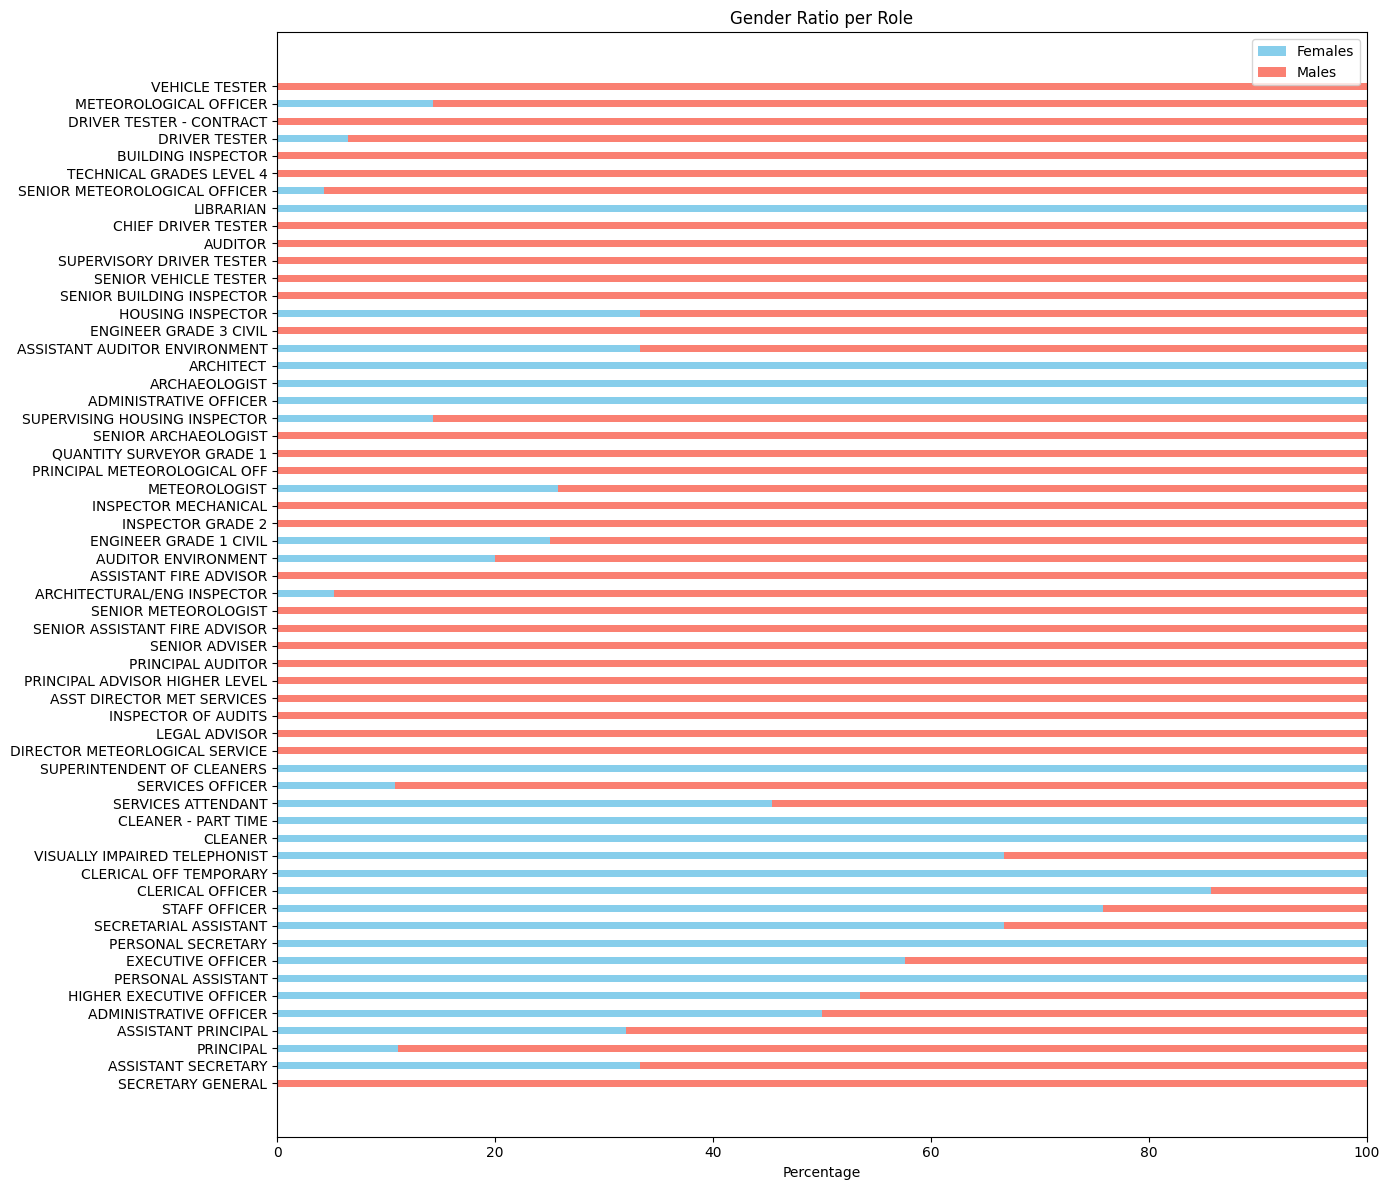 Gender Ratio per Role
Females
Males
VEHICLE TESTER
METEOROLOGICAL OFFICER
DRIVER TESTER - CONTRACT
DRIVER TESTER
BUILDING INSPECTOR
TECHNICAL GRADES LEVEL 4
SENIOR METEOROLOGICAL OFFICER
LIBRARIAN
CHIEF DRIVER TESTER
AUDITOR
SUPERVISORY DRIVER TESTER
SENIOR VEHICLE TESTER
SENIOR BUILDING INSPECTOR
HOUSING INSPECTOR
ENGINEER GRADE 3 CIVIL
ASSISTANT AUDITOR ENVIRONMENT
ARCHITECT
ARCHAEOLOGIST
ADMINISTRATIVE OFFICER
SUPERVISING HOUSING INSPECTOR
SENIOR ARCHAEOLOGIST
QUANTITY SURVEYOR GRADE 1
PRINCIPAL METEOROLOGICAL OFF
METEOROLOGIST
INSPECTOR MECHANICAL
INSPECTOR GRADE 2
ENGINEER GRADE 1 CIVIL
AUDITOR ENVIRONMENT
ASSISTANT FIRE ADVISOR
ARCHITECTURAL/ENG INSPECTOR
SENIOR METEOROLOGIST
SENIOR ASSISTANT FIRE ADVISOR
SENIOR ADVISER
PRINCIPAL AUDITOR
PRINCIPAL ADVISOR HIGHER LEVEL
ASST DIRECTOR MET SERVICES
INSPECTOR OF AUDITS
LEGAL ADVISOR
DIRECTOR METEORLOGICAL SERVICE
SUPERINTENDENT OF CLEANERS
SERVICES OFFICER
SERVICES ATTENDANT
CLEANER - PART TIME
CLEANER
VISUALLY IMPAIRED TELEPHONIST
CLERICAL OFF TEMPORARY
CLERICAL OFFICER
STAFF OFFICER
SECRETARIAL ASSISTANT
PERSONAL SECRETARY
EXECUTIVE OFFICER
PERSONAL ASSISTANT
HIGHER EXECUTIVE OFFICER
ADMINISTRATIVE OFFICER
ASSISTANT PRINCIPAL
PRINCIPAL
ASSISTANT SECRETARY
SECRETARY GENERAL
0 20 40 60 80 100
Percentage